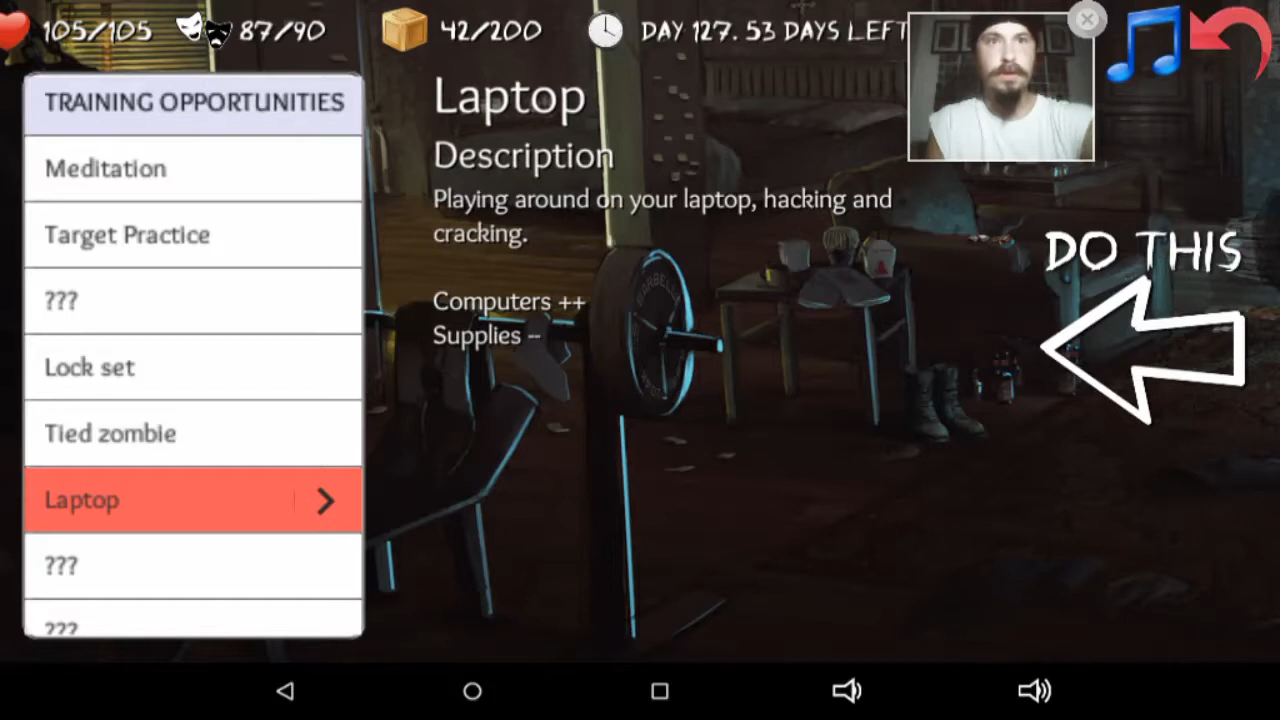 105/105 87/90 42/200 DAY 127. 53 DAYS LEFT
TRAINING OPPORTUNITIES
Meditation
Target Practice
???
Lock set
Tied zombie
Laptop
???
???
Laptop
Description
Playing around on your laptop, hacking and
cracking.
Computers ++
Supplies --
BARBELL
DO THIS